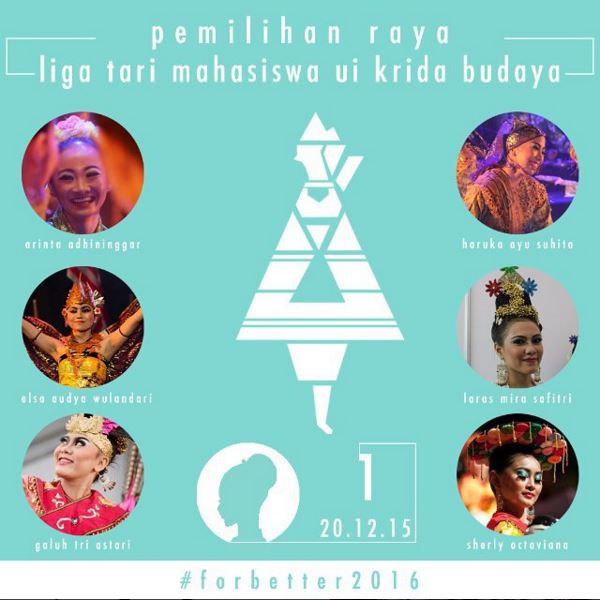 pemilihan raya
liga tari mahasiswa ui krida budaya
arinta adhininggar
haruka ayu suhita
elsa audya wulandari
laras mira safitri
galuh tri astari
sherly octaviana
1
20.12.15
#forbetter2016